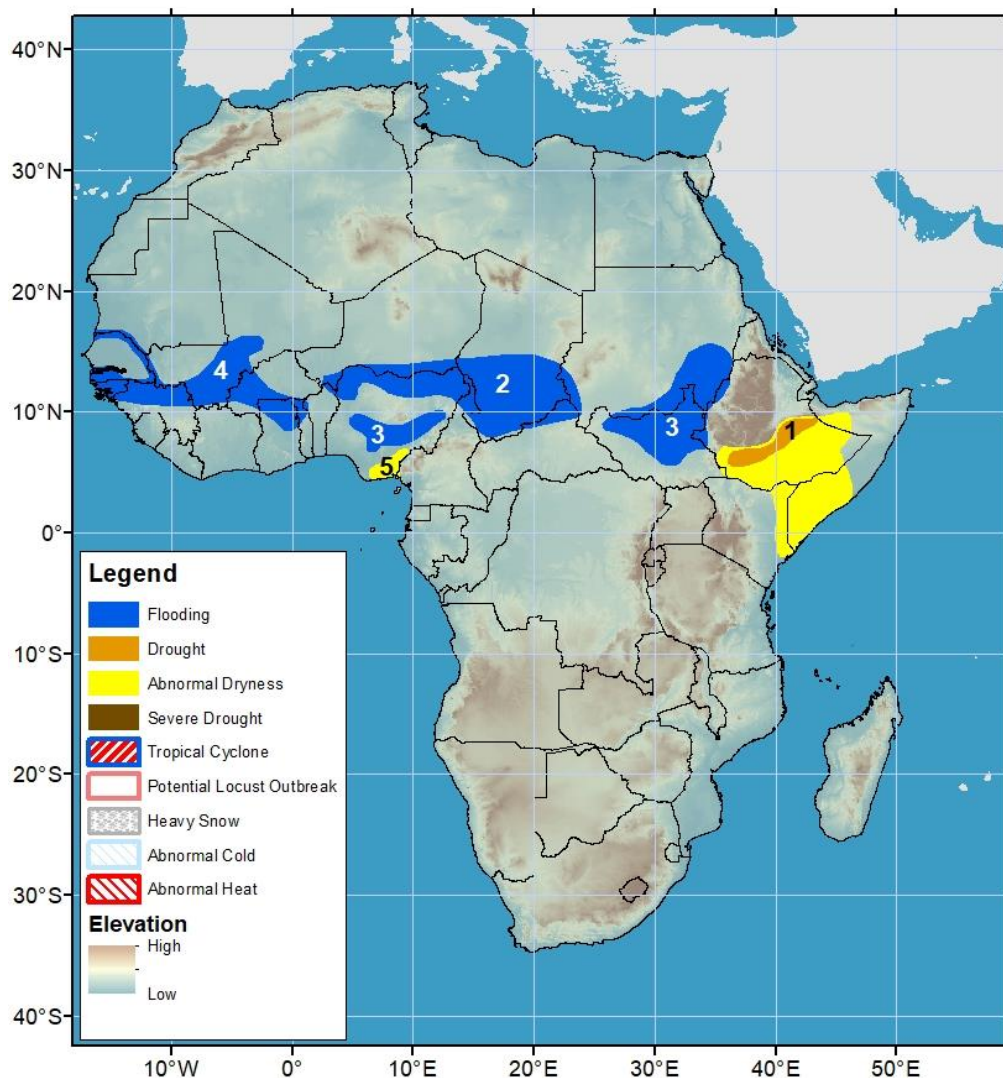 40°N
30°N
20°N
10°N
0°
10°S
20°S
30°S
40°S
4
2
3
3
5
1
Legend
Flooding
Drought
Abnormal Dryness
Severe Drought
Tropical Cyclone
Potential Locust Outbreak
Heavy Snow
Abnormal Cold
Abnormal Heat
Elevation
High
Low
10°W
0°
10°E
20°E
30°E
40°E
50°E